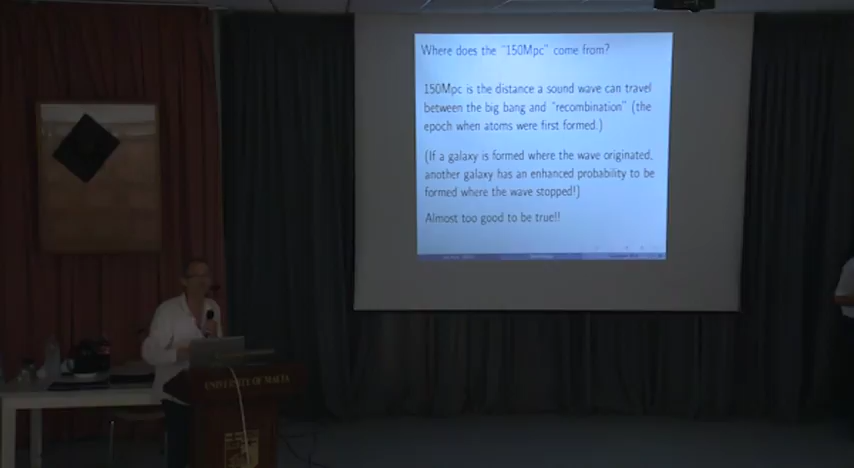 Where does the "150Mpc" come from?
150Mpc is the distance a sound wave can travel
between the big bang and "recombination" (the
epoch when atoms were first formed.)
(If a galaxy is formed where the wave originated,
another galaxy has an enhanced probability to be
formed where the wave stopped!)
Almost too good to be true!!
UNIVERSITY OF MALTA